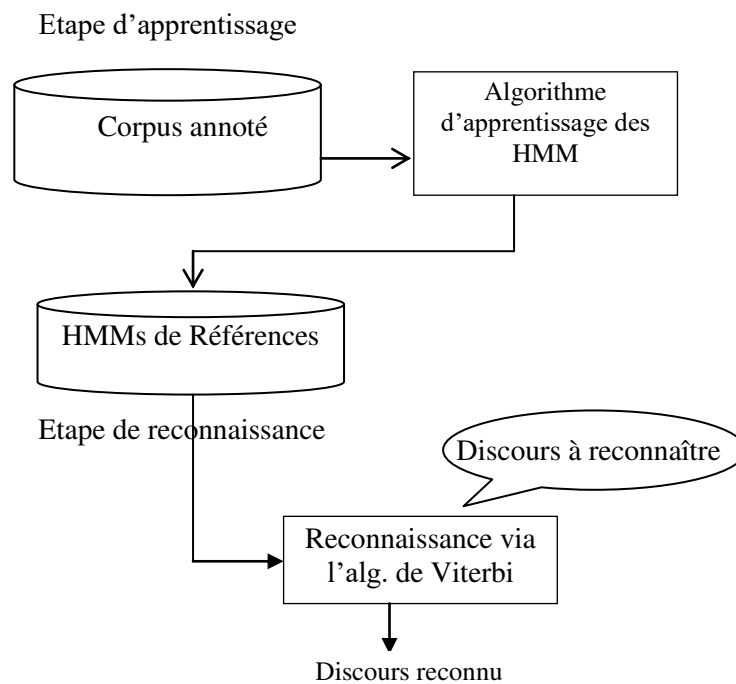 Etape d’apprentissage
Corpus annoté
Algorithme
d’apprentissage des
HMM
HMMs de Références
Etape de reconnaissance
Discours à reconnaître
Reconnaissance via
l’alg. de Viterbi
Discours reconnu